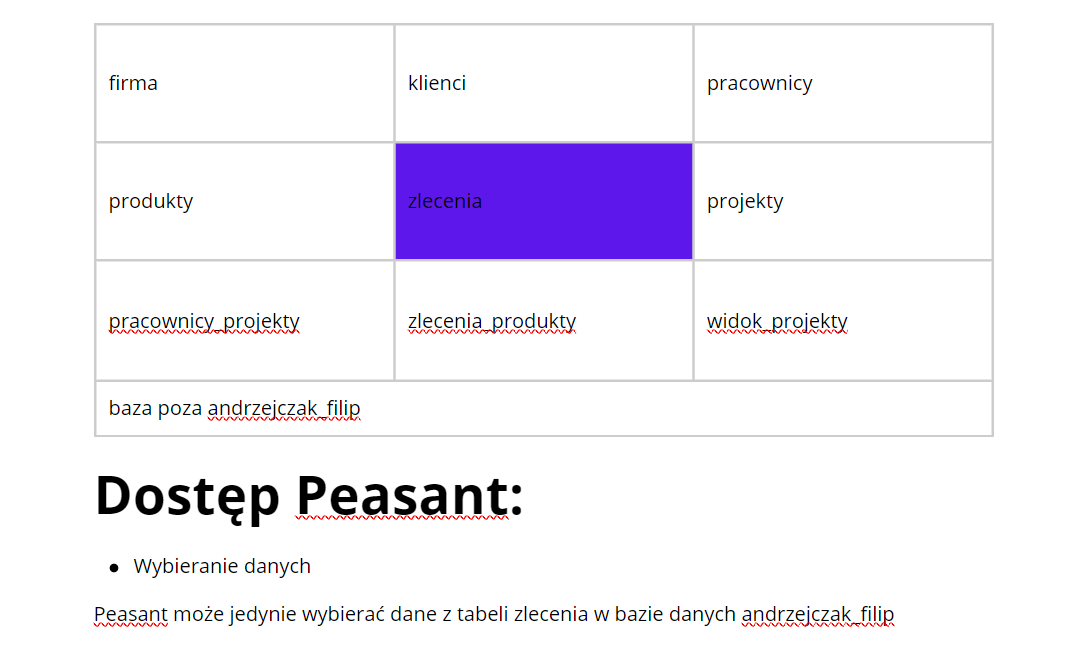 firma klienci pracownicy
produkty zlecenia projekty
pracownicy_projekty zlecenia_produkty widok_projekty
baza poza andrzejczak_filip
Dostęp Peasant:
● Wybieranie danych
Peasant może jedynie wybierać dane z tabeli zlecenia w bazie danych andrzejczak_filip